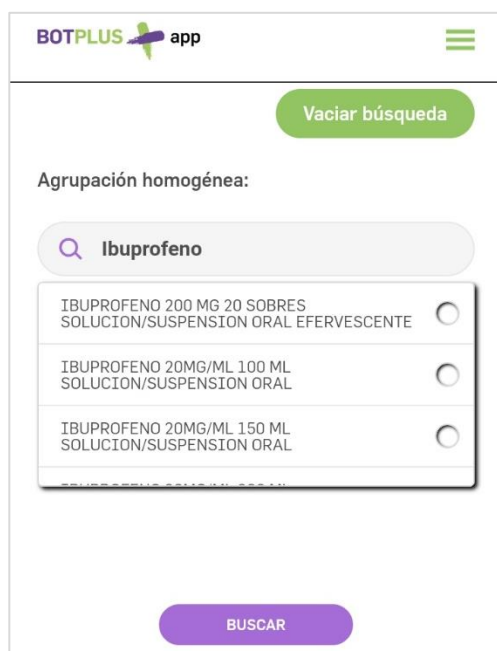 BOTPLUS app
Vaciar búsqueda
Agrupación homogénea:
Ibuprofeno
IBUPROFENO 200 MG 20 SOBRES
SOLUCION/SUSPENSION ORAL EFERVESCENTE
IBUPROFENO 20MG/ML 100 ML
SOLUCION/SUSPENSION ORAL
IBUPROFENO 20MG/ML 150 ML
SOLUCION/SUSPENSION ORAL
BUSCAR